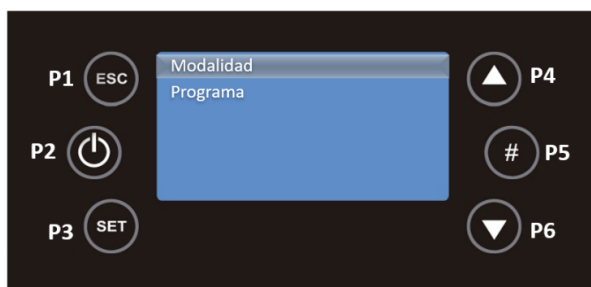 Modalidad
Programa
P1 ESC
P2
P3 SET
P4
# P5
P6